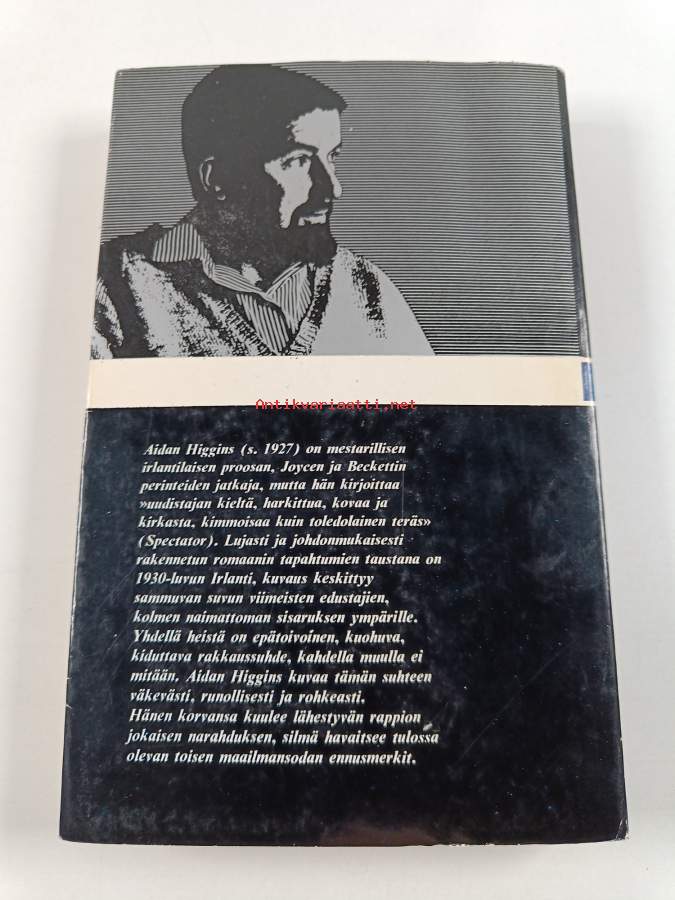 Antikvariaatti.net
Aidan Higgins (s. 1927) on mestarillisen
irlantilaisen proosan, Joycen ja Beckettin
perinteiden jatkaja, mutta hän kirjoittaa
»uudistajan kieltä, harkittua, kovaa ja
kirkasta, kimmoisaa kuin toledolainen teräs»
(Spectator). Lujasti ja johdonmukaisesti
rakennetun romaanin tapahtumien taustana on
1930-luvun Irlanti, kuvaus keskittyy
sammuvan suvun viimeisten edustajien,
kolmen naimattoman sisaruksen ympärille.
Yhdellä heistä on epätoivoinen, kuohuva,
kiduttava rakkaussuhde, kahdella muulla ei
mitään. Aidan Higgins kuvaa tämän suhteen
väkevästi, runollisesti ja rohkeasti.
Hänen korvansa kuulee lähestyvän rappion
jokaisen narahduksen, silmä havaitsee tulossa
olevan toisen maailmansodan ennusmerkit.